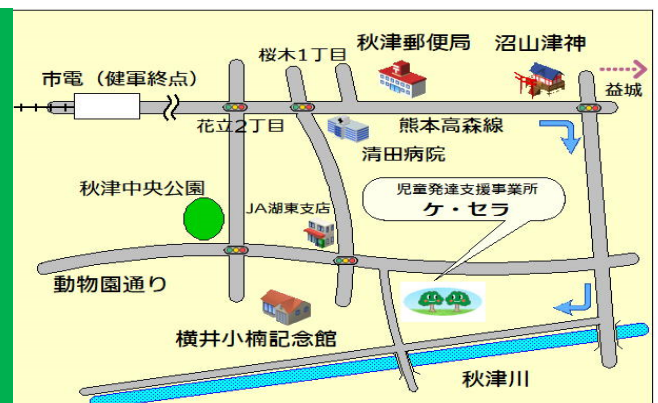 桜木1丁目
秋津郵便局
沼山津神
市電（健軍終点）
益城
花立2丁目
熊本高森線
清田病院
秋津中央公園
児童発達支援事業所
ケ・セラ
JA湖東支店
動物園通り
横井小楠記念館
秋津川